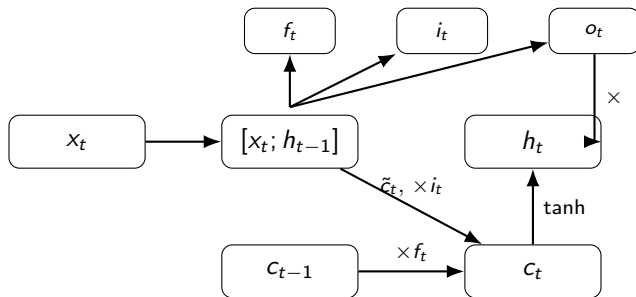 f_t
i_t
o_t
×
x_t
[x_t; h_{t−1}]
h_t
c̃_t, ×i_t
tanh
c_{t−1}
×f_t
c_t